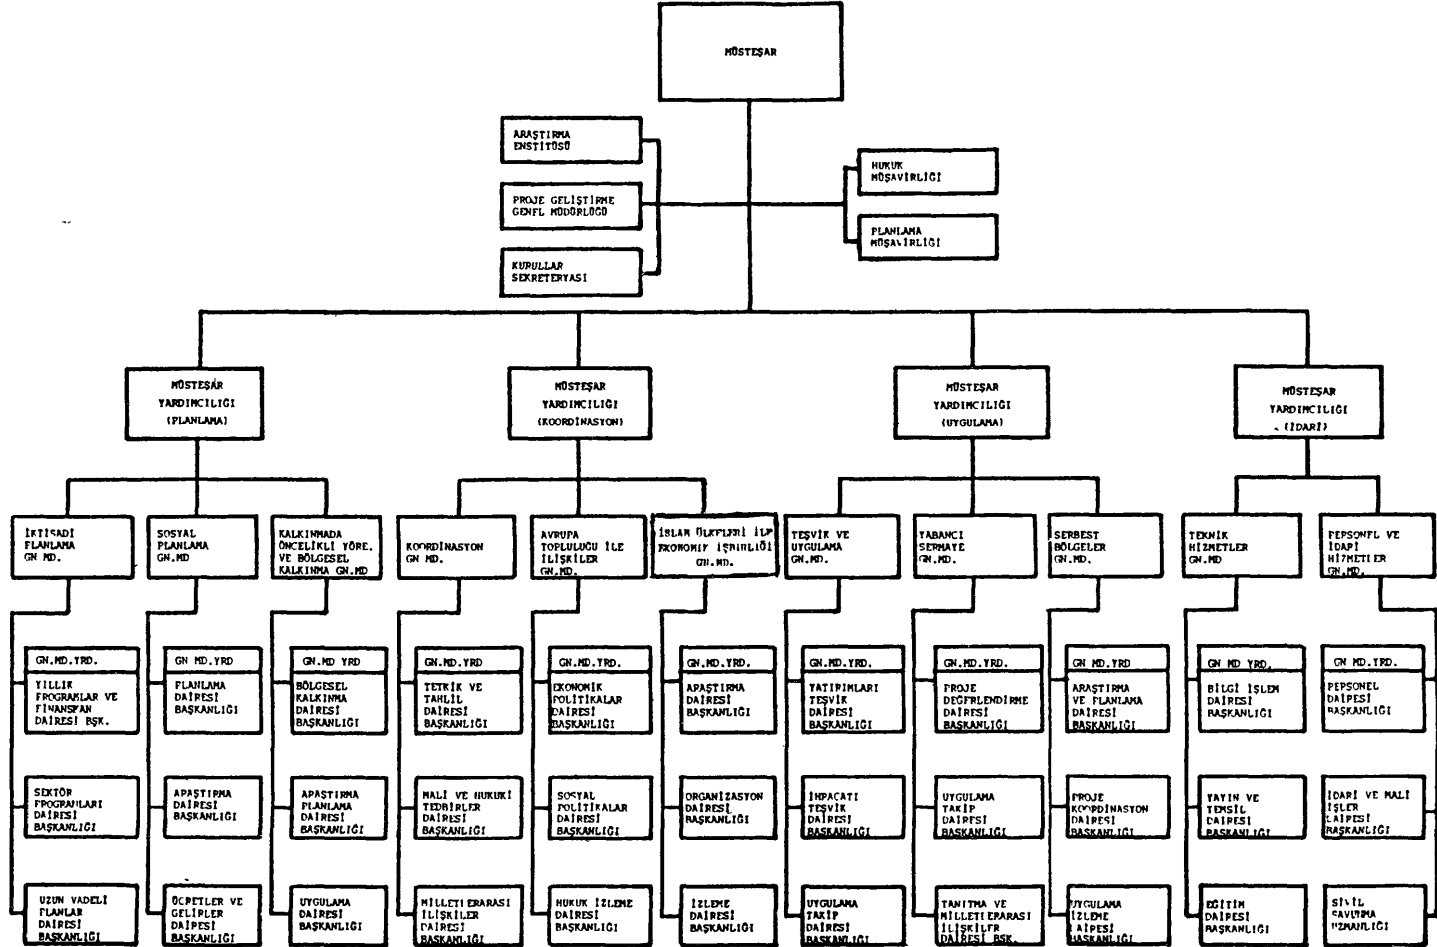 MÜSTEŞAR
ARAŞTIRMA
ENSTİTÜSÜ
PROJE GELİŞTİRME
GENEL MÜDÜRLÜĞÜ
KURULLAR
SEKRETERYASI
HUKUK
MÜŞAVİRLİĞİ
PLANLAMA
MÜŞAVİRLİĞİ
MÜSTEŞAR
YARDIMCILIĞI
(PLANLAMA)
MÜSTEŞAR
YARDIMCILIĞI
(KOORDİNASYON)
MÜSTEŞAR
YARDIMCILIĞI
(UYGULAMA)
MÜSTEŞAR
YARDIMCILIĞI
(İDARİ)
İKTİSADİ
PLANLAMA
GN MD.
SOSYAL
PLANLAMA
GN.MD
KALKINMADA
ÖNCELİKLİ YÖRE.
VE BÖLGESEL
KALKINMA GN.MD
KOORDİNASYON
GN MD.
AVRUPA
TOPLULUĞU İLE
İLİŞKİLER
GN.MD.
İSLAM ÜLKELERİ İLE
EKONOMİK İŞBİRLİĞİ
GN.MD.
TEŞVİK VE
UYGULAMA
GN.MD.
YABANCI
SERMAYE
GN.MD.
SERBEST
BÖLGELER
GN.MD.
TEKNİK
HİZMETLER
GN.MD
PERSONEL VE
İDARİ
HİZMETLER
GN.MD.
GN.MD.YRD.
YILLIK
PROGRAMLAR VE
FİNANSMAN
DAİRESİ BŞK.
GN MD.YRD
PLANLAMA
DAİRESİ
BAŞKANLIĞI
GN.MD YRD
BÖLGESEL
KALKINMA
DAİRESİ
BAŞKANLIĞI
GN.MD.YRD.
TETKİK VE
TAHLİL
DAİRESİ
BAŞKANLIĞI
GN.MD.YRD.
EKONOMİK
POLİTİKALAR
DAİRESİ
BAŞKANLIĞI
GN.MD.YRD.
ARAŞTIRMA
DAİRESİ
BAŞKANLIĞI
GN.MD.YRD.
YATIRIMLARI
TEŞVİK
DAİRESİ
BAŞKANLIĞI
GN.MD.YRD.
PROJE
DEĞERLENDİRME
DAİRESİ
BAŞKANLIĞI
GN MD.YRD
ARAŞTIRMA
VE PLANLAMA
DAİRESİ
BAŞKANLIĞI
GN MD YRD.
BİLGİ İŞLEM
DAİRESİ
BAŞKANLIĞI
GN MD.YRD.
PERSONEL
DAİRESİ
BAŞKANLIĞI
SEKTÖR
PROGRAMLARI
DAİRESİ
BAŞKANLIĞI
ARAŞTIRMA
DAİRESİ
BAŞKANLIĞI
ARAŞTIRMA
PLANLAMA
DAİRESİ
BAŞKANLIĞI
MALİ VE HUKUKİ
TEDBİRLER
DAİRESİ
BAŞKANLIĞI
SOSYAL
POLİTİKALAR
DAİRESİ
BAŞKANLIĞI
ORGANİZASYON
DAİRESİ
BAŞKANLIĞI
İHRACATI
TEŞVİK
DAİRESİ
BAŞKANLIĞI
UYGULAMA
TAKİP
DAİRESİ
BAŞKANLIĞI
PROJE
KOORDİNASYON
DAİRESİ
BAŞKANLIĞI
YAYIN VE
TEMSİL
DAİRESİ
BAŞKANLIĞI
İDARİ VE MALİ
İŞLER
DAİRESİ
BAŞKANLIĞI
UZUN VADELİ
PLANLAR
DAİRESİ
BAŞKANLIĞI
ÜCRETLER VE
GELİRLER
DAİRESİ
BAŞKANLIĞI
UYGULAMA
DAİRESİ
BAŞKANLIĞI
MİLLETLERARASI
İLİŞKİLER
DAİRESİ
BAŞKANLIĞI
HUKUK İZLEME
DAİRESİ
BAŞKANLIĞI
İZLEME
DAİRESİ
BAŞKANLIĞI
UYGULAMA
TAKİP
DAİRESİ
BAŞKANLIĞI
TANITMA VE
MİLLETLERARASI
İLİŞKİLER
DAİRESİ BŞK.
UYGULAMA
İZLEME
DAİRESİ
BAŞKANLIĞI
EĞİTİM
DAİRESİ
BAŞKANLIĞI
SİVİL
SAVUNMA
UZMANLIĞI